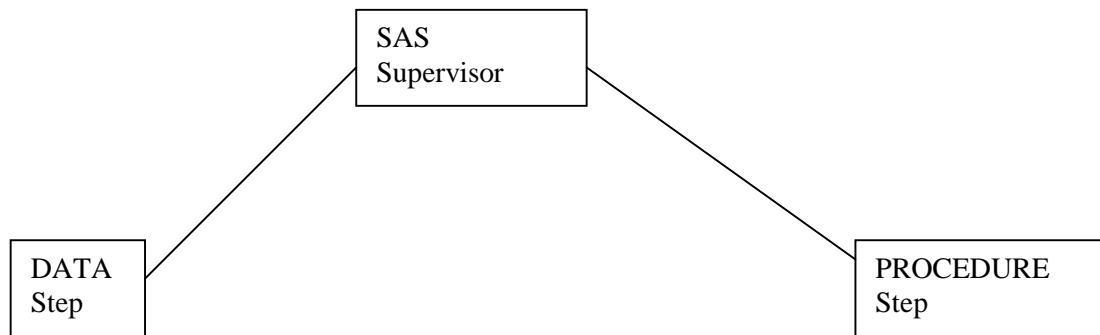 SAS
Supervisor
DATA
Step
PROCEDURE
Step